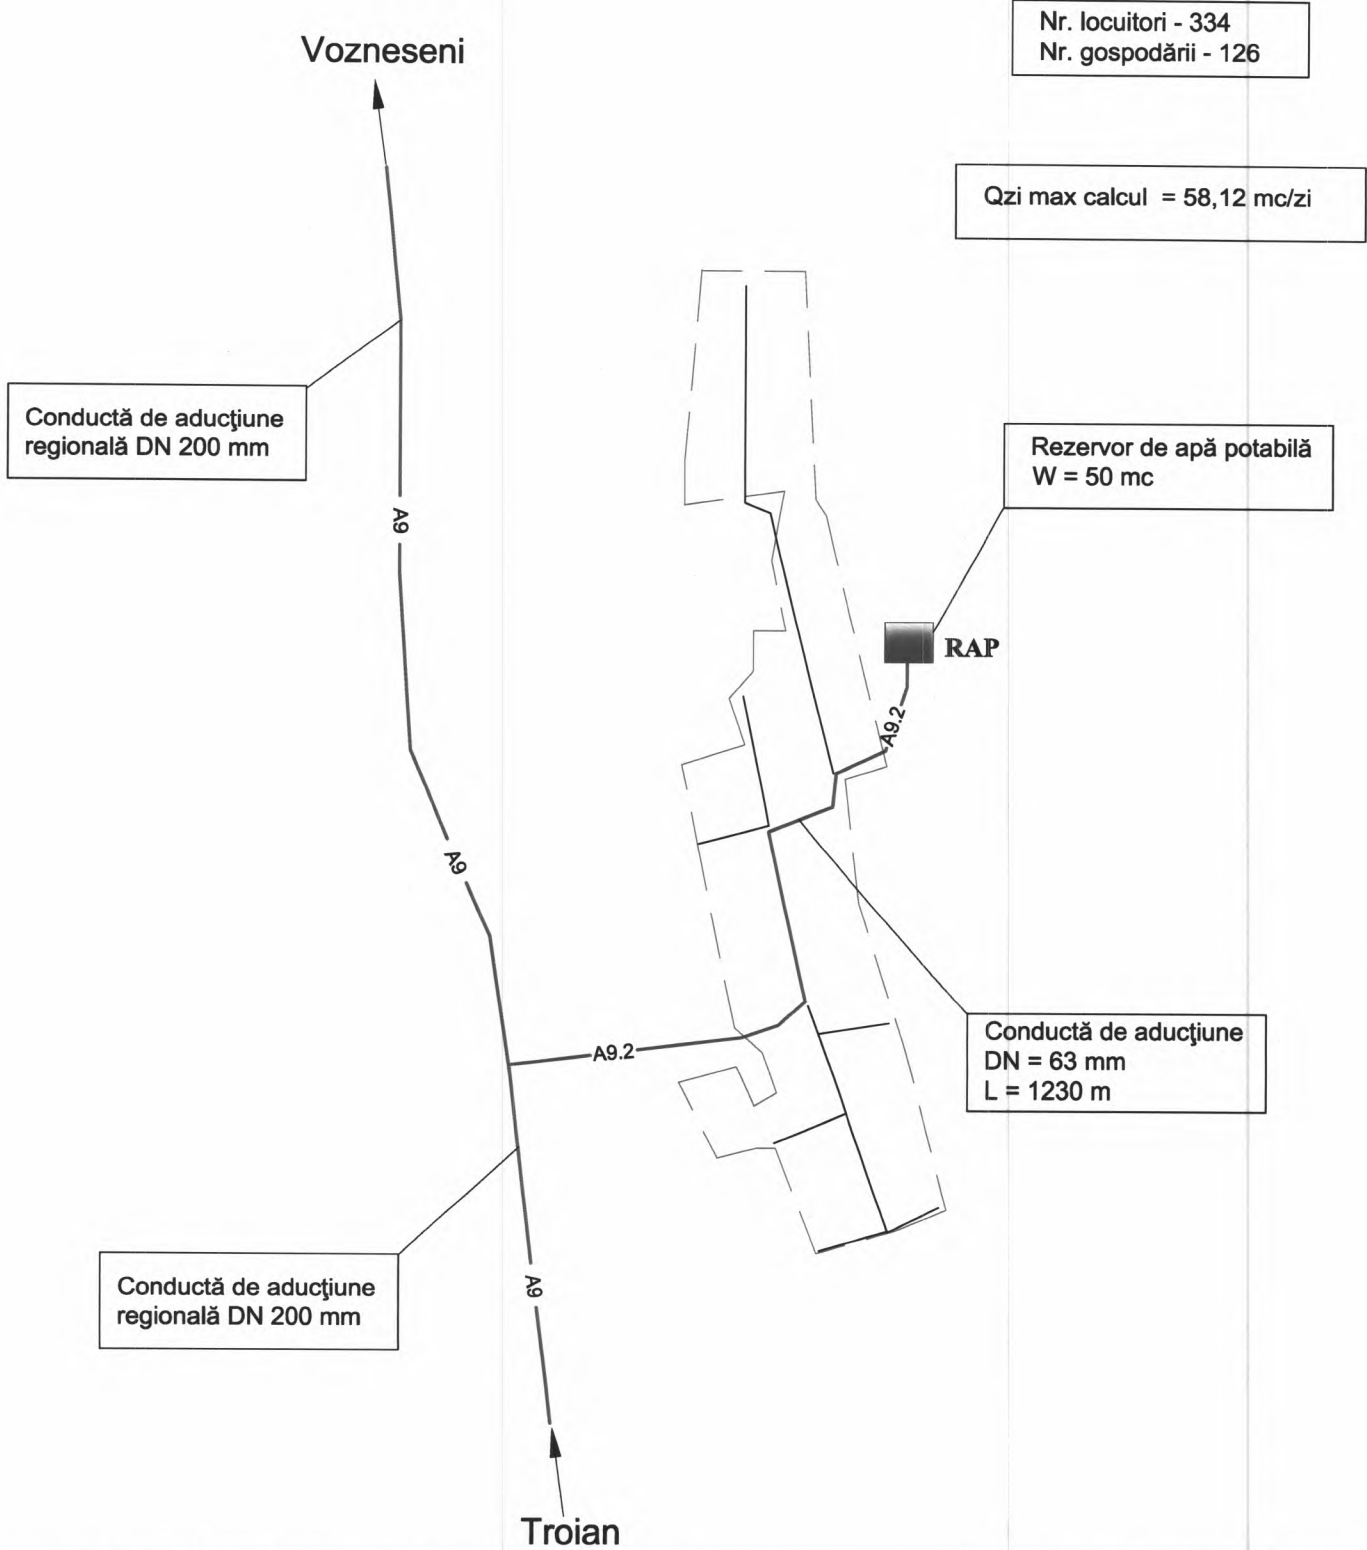 Nr. locuitori - 334
Nr. gospodării - 126
Vozneseni
Qzi max calcul = 58,12 mc/zi
Conductă de aducţiune
regională DN 200 mm
Rezervor de apă potabilă
W = 50 mc
A9
RAP
A9.2
A9
Conductă de aducţiune
DN = 63 mm
L = 1230 m
A9.2
Conductă de aducţiune
regională DN 200 mm
A9
Troian